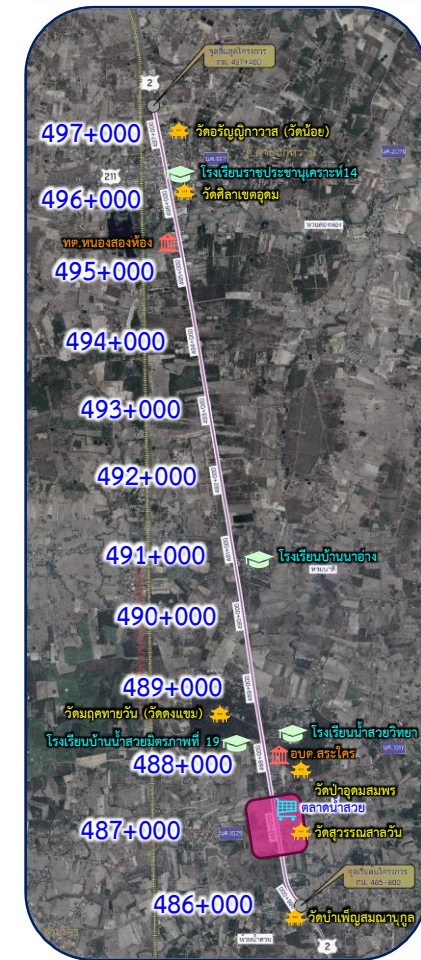 จุดสิ้นสุดโครงการ
กม. 497+480
2
497+000
วัดอรัญญิกาวาส (วัดน้อย)
211
โรงเรียนราชประชานุเคราะห์14
496+000
วัดศิลาเขตอุดม
ทต.หนองสองห้อง
495+000
494+000
493+000
492+000
491+000
โรงเรียนบ้านนาฮ่าง
490+000
489+000
วัดมฤคทายวัน (วัดดงแขม)
โรงเรียนน้ำสวยวิทยา
โรงเรียนบ้านน้ำสวยมิตรภาพที่ 19
อบต.สระใคร
488+000
วัดป่าอุดมสมพร
ตลาดน้ำสวย
487+000
วัดสุวรรณสาลวัน
จุดเริ่มต้นโครงการ
486+000
วัดบำเพ็ญสมณานุกูล
ห้วยน้ำสวย
2